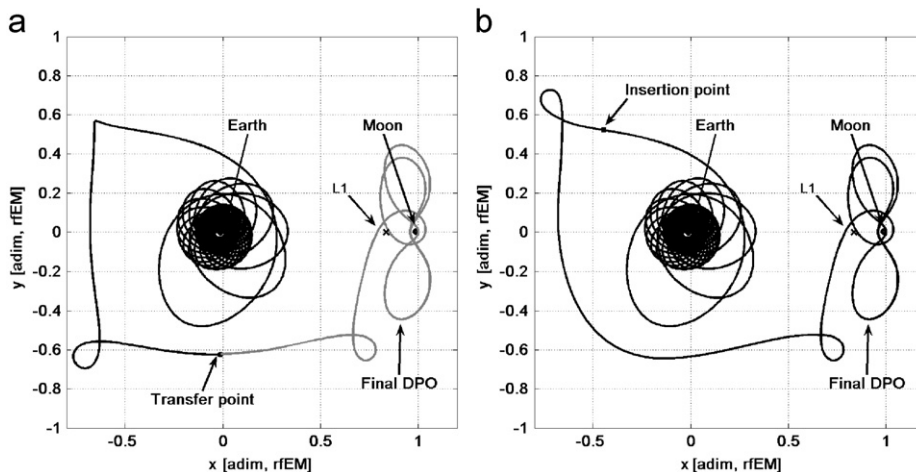 a
b
1
0.8
0.6
0.4
0.2
0
-0.2
-0.4
-0.6
-0.8
-1
y [adim, rfEM]
-0.5
0
0.5
1
x [adim, rfEM]
Earth
Moon
L1
Transfer point
Final DPO
1
0.8
0.6
0.4
0.2
0
-0.2
-0.4
-0.6
-0.8
-1
y [adim, rfEM]
-0.5
0
0.5
1
x [adim, rfEM]
Insertion point
Earth
Moon
L1
Final DPO